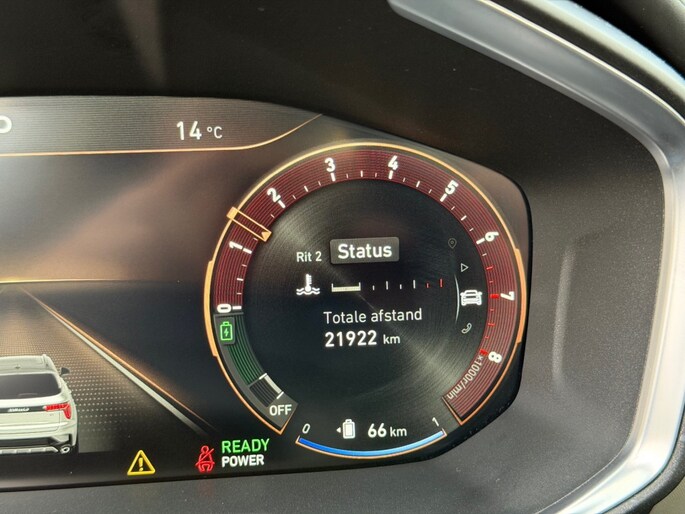 14 °C
4
3
5
2
6
1
7
0
8
×1000r/min
Rit 2 Status
Totale afstand
21922 km
OFF
0
66 km
1
READY
POWER